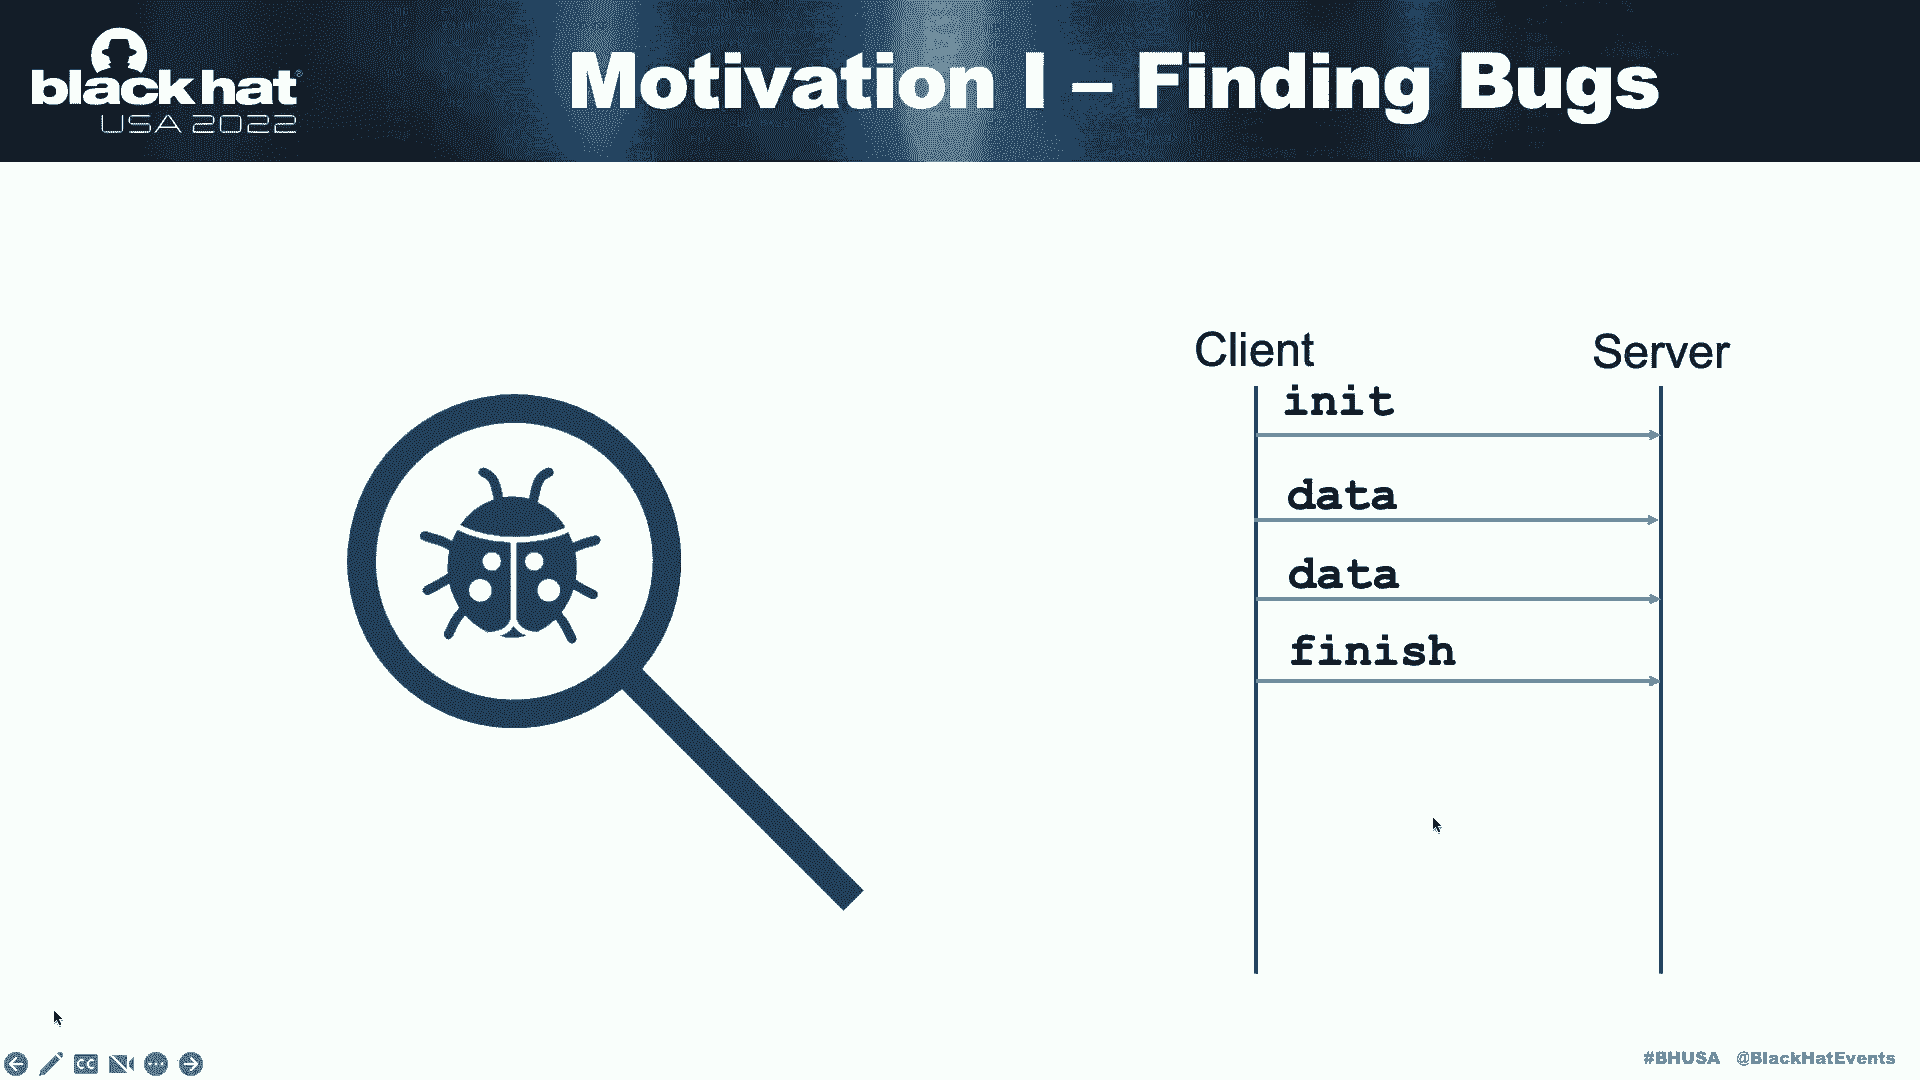 black hat®
USA 2022
Motivation I – Finding Bugs
Client
Server
init
data
data
finish
CC
#BHUSA @BlackHatEvents